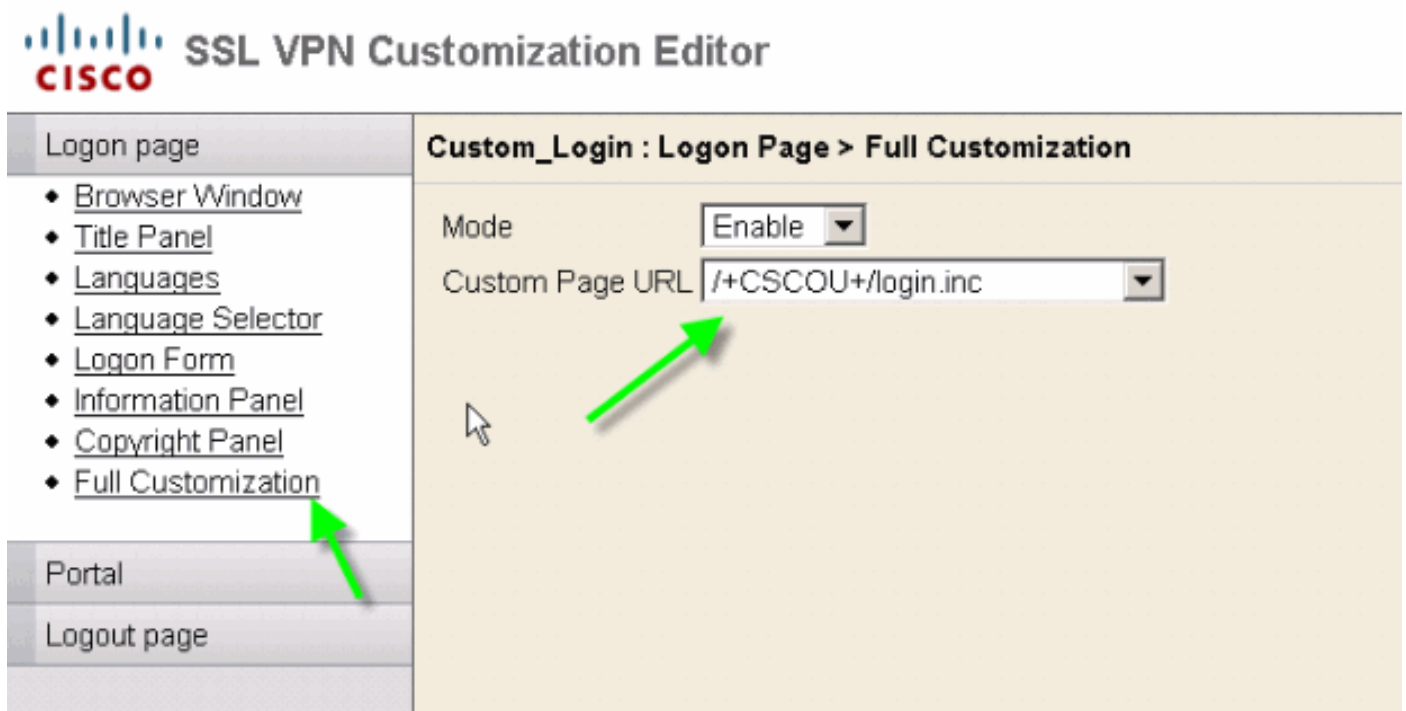 CISCO
SSL VPN Customization Editor
Logon page
Browser Window
Title Panel
Languages
Language Selector
Logon Form
Information Panel
Copyright Panel
Full Customization
Portal
Logout page
Custom_Login : Logon Page > Full Customization
Mode Enable
Custom Page URL /+CSCOU+/login.inc